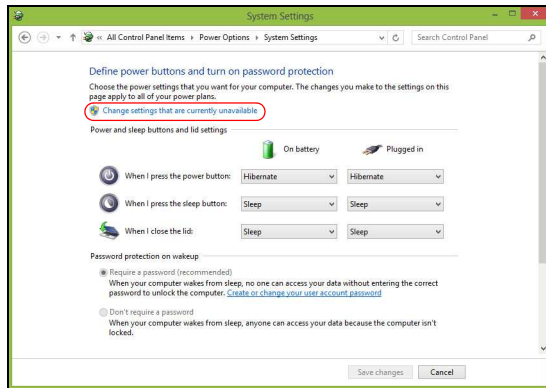 System Settings
« All Control Panel Items › Power Options › System Settings
Search Control Panel
Define power buttons and turn on password protection
Choose the power settings that you want for your computer. The changes you make to the settings on this
page apply to all of your power plans.
Change settings that are currently unavailable
Power and sleep buttons and lid settings
On battery Plugged in
When I press the power button: Hibernate Hibernate
When I press the sleep button: Sleep Sleep
When I close the lid: Sleep Sleep
Password protection on wakeup
Require a password (recommended)
When your computer wakes from sleep, no one can access your data without entering the correct
password to unlock the computer. Create or change your user account password
Don't require a password
When your computer wakes from sleep, anyone can access your data because the computer isn't
locked.
Save changes Cancel